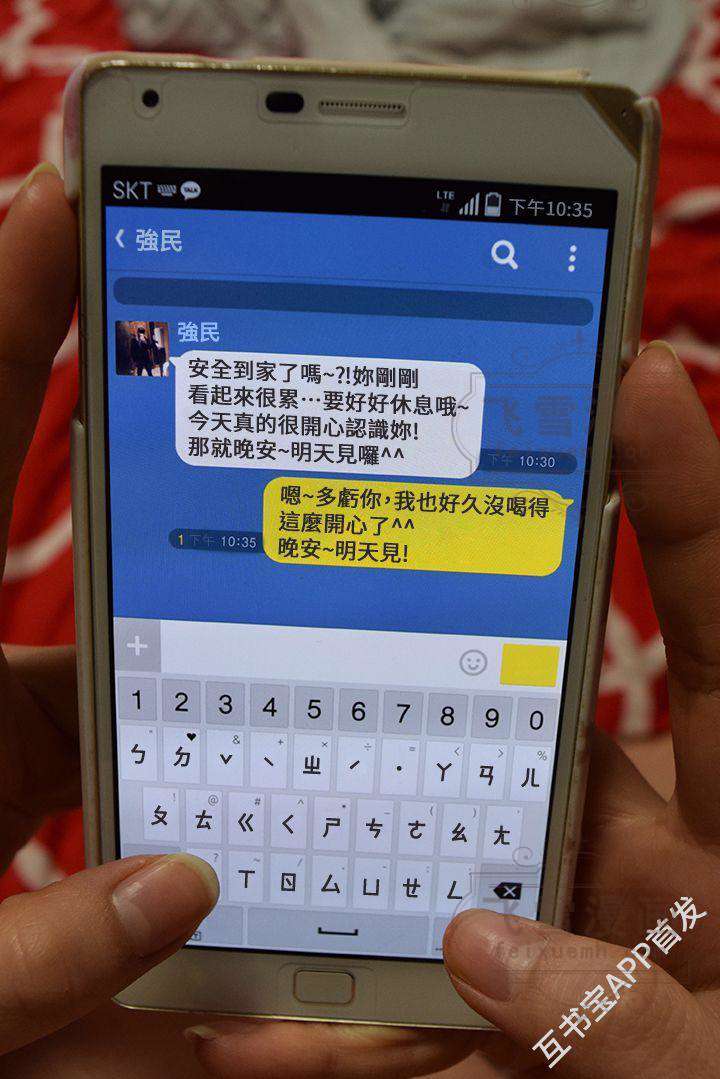 SKT TALK LTE 下午10:35
強民
強民
安全到家了嗎~?!妳剛剛
看起來很累…要好好休息哦~
今天真的很開心認識妳!
那就晚安~明天見囉^^
下午 10:30
嗯~多虧你,我也好久沒喝得
這麼開心了^^
晚安~明天見!
1 下午 10:35
1 2 3 4 5 6 7 8 9 0
ㄅ ㄉ ˇ ˋ ㄓ ˊ ˙ ㄚ ㄢ ㄦ
ㄆ ㄊ ㄍ ㄑ ㄕ ㄘ ㄜ ㄠ ㄤ
ㄒ ㄖ ㄙ ㄩ ㄝ ㄥ
互书宝APP首发